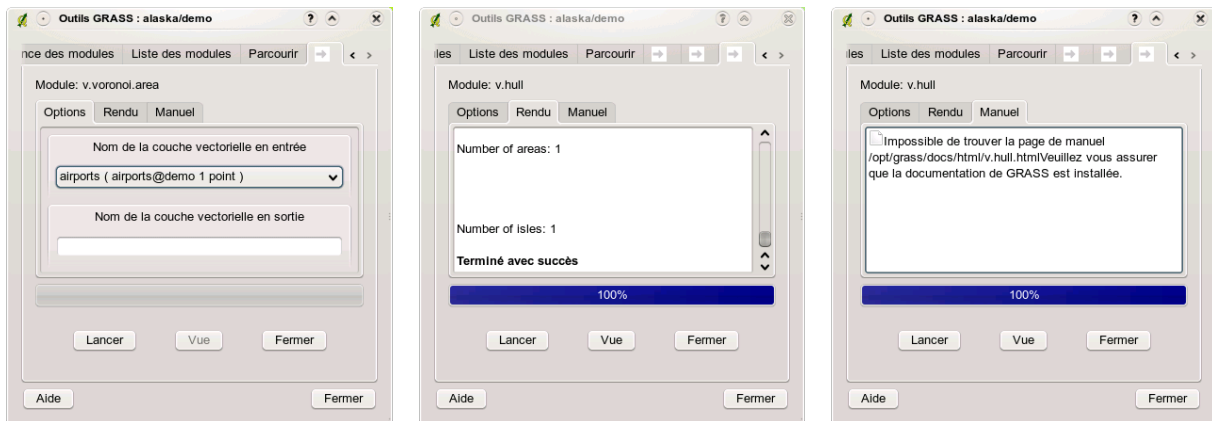 Outils GRASS : alaska/demo
nce des modules Liste des modules Parcourir
Module: v.voronoi.area
Options Rendu Manuel
Nom de la couche vectorielle en entrée
airports ( airports@demo 1 point )
Nom de la couche vectorielle en sortie
Lancer Vue Fermer
Aide Fermer
Outils GRASS : alaska/demo
les Liste des modules Parcourir
Module: v.hull
Options Rendu Manuel
Number of areas: 1
Number of isles: 1
Terminé avec succès
100%
Lancer Vue Fermer
Aide Fermer
Outils GRASS : alaska/demo
les Liste des modules Parcourir
Module: v.hull
Options Rendu Manuel
Impossible de trouver la page de manuel
/opt/grass/docs/html/v.hull.htmlVeuillez vous assurer
que la documentation de GRASS est installée.
100%
Lancer Vue Fermer
Aide Fermer